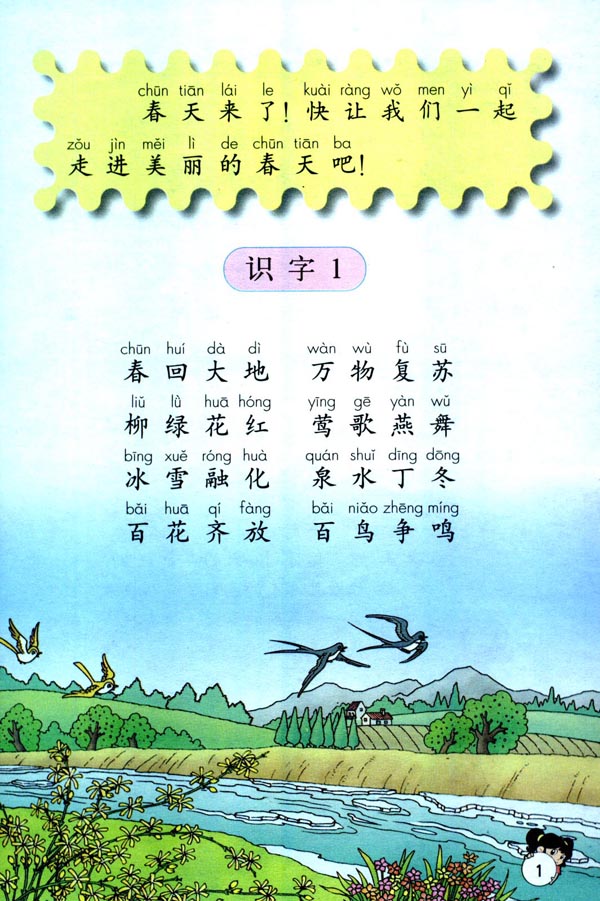 chūn tiān lái le kuài ràng wǒ men yì qǐ
春天来了！快让我们一起
zǒu jìn měi lì de chūn tiān ba
走进美丽的春天吧！
识字1
chūn huí dà dì wàn wù fù sū
春回大地 万物复苏
liǔ lǜ huā hóng yīng gē yàn wǔ
柳绿花红 莺歌燕舞
bīng xuě róng huà quán shuǐ dīng dōng
冰雪融化 泉水丁冬
bǎi huā qí fàng bǎi niǎo zhēng míng
百花齐放 百鸟争鸣
1